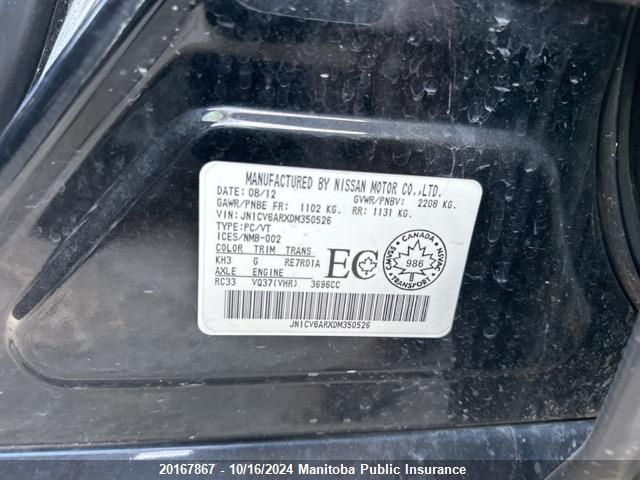 MANUFACTURED BY NISSAN MOTOR CO.,LTD.
DATE: 08/12 GVWR/PNBV: 2208 KG.
GAWR/PNBE FR: 1102 KG. RR: 1131 KG.
VIN: JN1CV6ARXDM350526
TYPE:PC/VT
ICES/NMB-002
COLOR TRIM TRANS
KH3 G RE7R01A
AXLE ENGINE
RC33 VQ37(VHR) 3696CC
EC
CANADA
CMVSS 986 NSVAC
TRANSPORT
JN1CV6ARXDM350526
20167867 - 10/16/2024 Manitoba Public Insurance